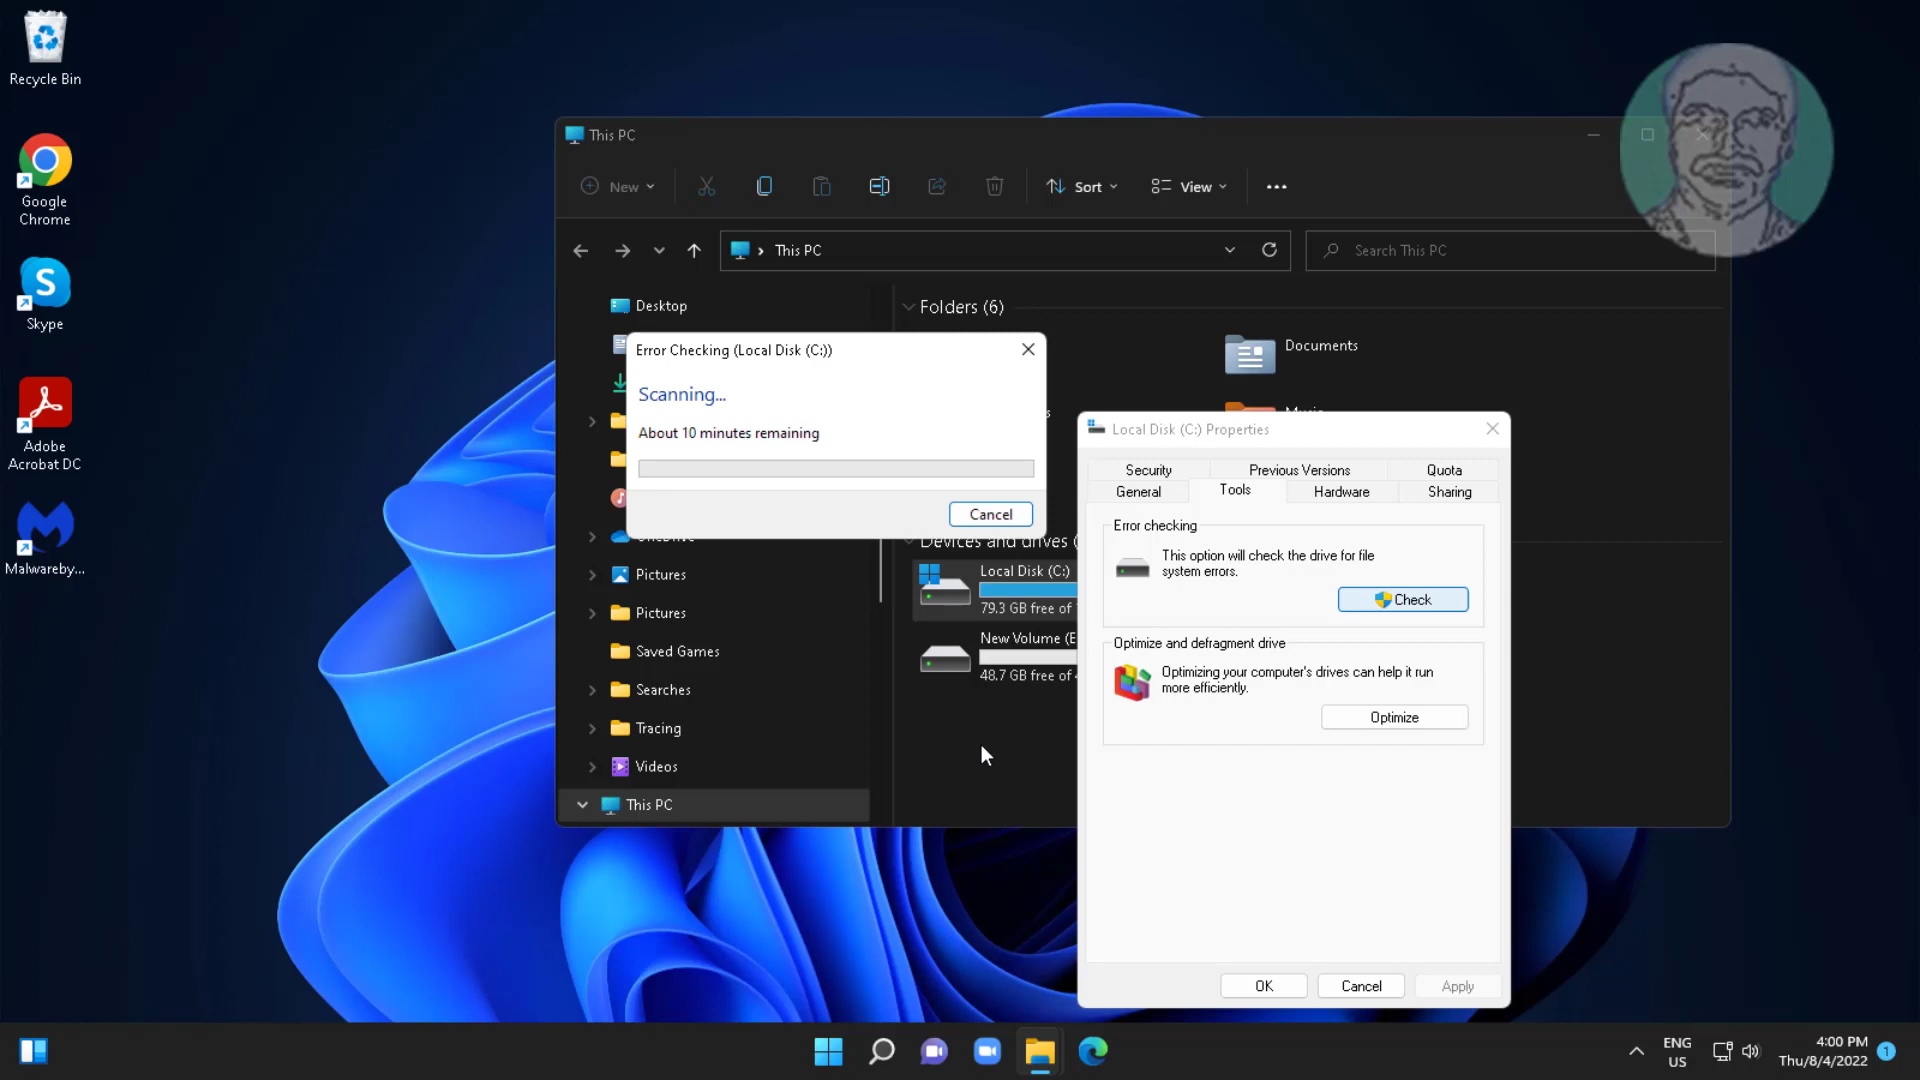 Recycle Bin
Google
Chrome
Skype
Adobe
Acrobat DC
Malwareby...
This PC
New
Sort
View
This PC
Search This PC
Desktop
Folders (6)
Documents
Error Checking (Local Disk (C:))
Scanning...
About 10 minutes remaining
Cancel
Pictures
Pictures
Saved Games
Searches
Tracing
Videos
This PC
Devices and drives (
Local Disk (C:)
79.3 GB free of
New Volume (E
48.7 GB free of
Local Disk (C:) Properties
Security
Previous Versions
Quota
General
Tools
Hardware
Sharing
Error checking
This option will check the drive for file
system errors.
Check
Optimize and defragment drive
Optimizing your computer's drives can help it run
more efficiently.
Optimize
OK
Cancel
Apply
ENG
US
4:00 PM
Thu/8/4/2022
1